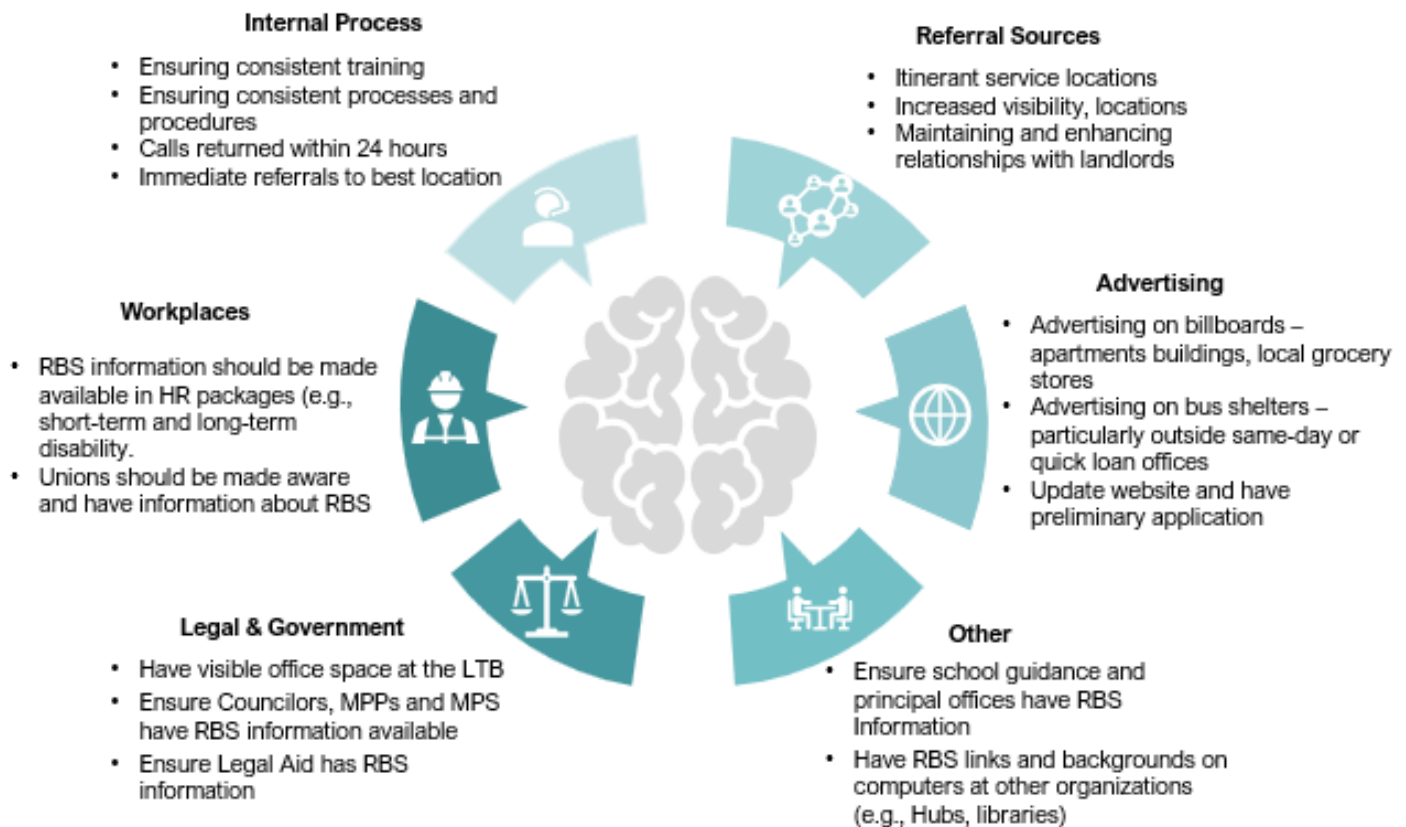 Internal Process
• Ensuring consistent training
• Ensuring consistent processes and
procedures
• Calls returned within 24 hours
• Immediate referrals to best location
Referral Sources
• Itinerant service locations
• Increased visibility, locations
• Maintaining and enhancing
relationships with landlords
Workplaces
• RBS information should be made
available in HR packages (e.g.,
short-term and long-term
disability.
• Unions should be made aware
and have information about RBS
Advertising
• Advertising on billboards –
apartments buildings, local grocery
stores
• Advertising on bus shelters –
particularly outside same-day or
quick loan offices
• Update website and have
preliminary application
Legal & Government
• Have visible office space at the LTB
• Ensure Councilors, MPPs and MPS
have RBS information available
• Ensure Legal Aid has RBS
information
Other
• Ensure school guidance and
principal offices have RBS
Information
• Have RBS links and backgrounds on
computers at other organizations
(e.g., Hubs, libraries)